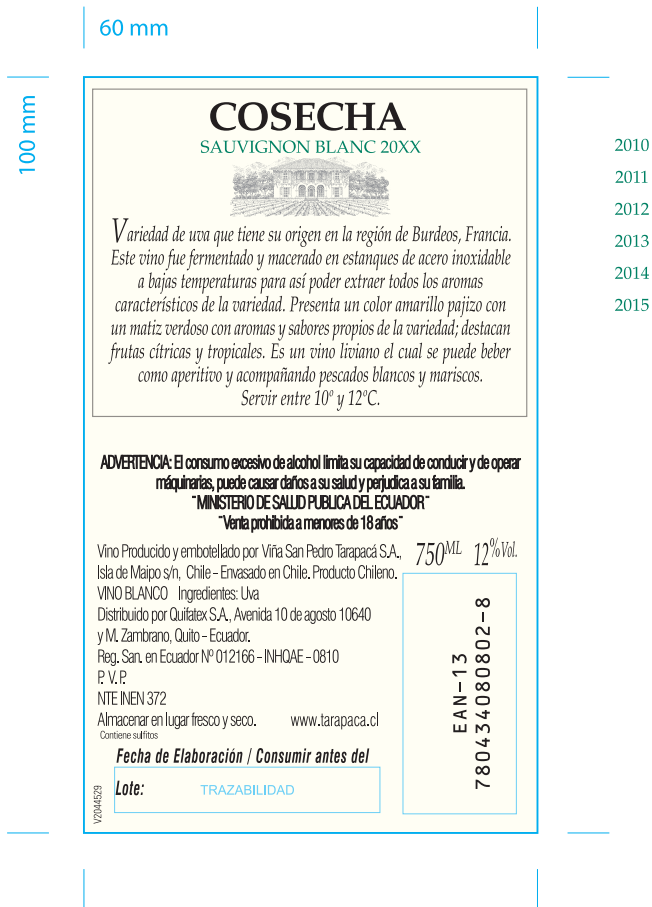 60 mm
100 mm
COSECHA
SAUVIGNON BLANC 20XX
Variedad de uva que tiene su origen en la región de Burdeos, Francia.
Este vino fue fermentado y macerado en estanques de acero inoxidable
a bajas temperaturas para así poder extraer todos los aromas
característicos de la variedad. Presenta un color amarillo pajizo con
un matiz verdoso con aromas y sabores propios de la variedad; destacan
frutas cítricas y tropicales. Es un vino liviano el cual se puede beber
como aperitivo y acompañando pescados blancos y mariscos.
Servir entre 10º y 12ºC.
ADVERTENCIA: El consumo excesivo de alcohol limita su capacidad de conducir y de operar
máquinarias, puede causar daños a su salud y perjudica a su familia.
¨MINISTERIO DE SALUD PUBLICA DEL ECUADOR¨
¨Venta prohibida a menores de 18 años¨
Vino Producido y embotellado por Viña San Pedro Tarapacá S.A.,
Isla de Maipo s/n, Chile – Envasado en Chile. Producto Chileno.
VINO BLANCO Ingredientes: Uva
Distribuido por Quifatex S.A., Avenida 10 de agosto 10640
y M. Zambrano, Quito – Ecuador.
Reg. San. en Ecuador Nº 012166 – INHQAE – 0810
P. V. P.
NTE INEN 372
Almacenar en lugar fresco y seco. www.tarapaca.cl
Contiene sulfitos
Fecha de Elaboración / Consumir antes del
Lote: TRAZABILIDAD
V2044529
750ML 12%Vol.
EAN-13
780434080802-8
2010
2011
2012
2013
2014
2015